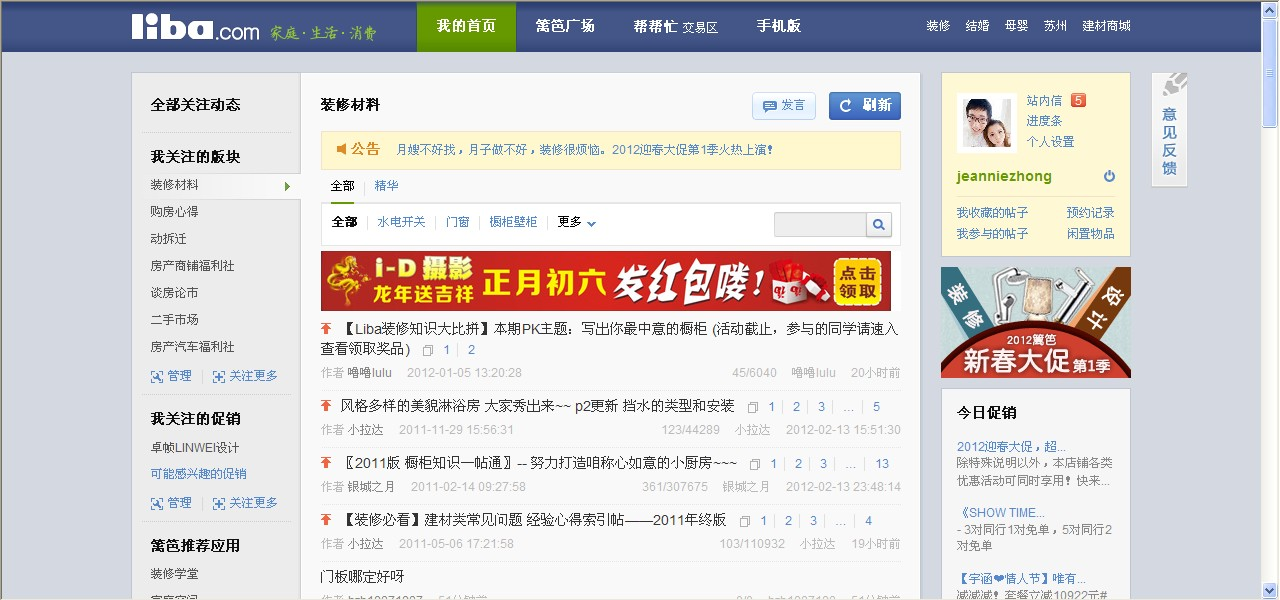 liba.com 家庭·生活·消费 我的首页 篱笆广场 帮帮忙 交易区 手机版 装修 结婚 母婴 苏州 建材商城
全部关注动态
我关注的版块
装修材料
购房心得
动拆迁
房产商铺福利社
谈房论市
二手市场
房产汽车福利社
管理 关注更多
我关注的促销
卓帧LINWEI设计
可能感兴趣的促销
管理 关注更多
篱笆推荐应用
装修学堂
装修材料 发言 刷新
公告 月嫂不好找，月子做不好，装修很烦恼。2012迎春大促第1季火热上演！
全部 精华
全部 水电开关 门窗 橱柜壁柜 更多
i-D 摄影 龙年送吉祥 正月初六 发红包喽！ 点击领取
【Liba装修知识大比拼】本期PK主题：写出你最中意的橱柜 (活动截止，参与的同学请速入
查看领取奖品） 1 2
作者 噜噜lulu 2012-01-05 13:20:28 45/6040 噜噜lulu 20小时前
风格多样的美貌淋浴房 大家秀出来~~ p2更新 挡水的类型和安装 1 2 3 ... 5
作者 小拉达 2011-11-29 15:56:31 123/44289 小拉达 2012-02-13 15:51:30
〖2011版 橱柜知识一帖通〗-- 努力打造咱称心如意的小厨房~~~ 1 2 3 ... 13
作者 银城之月 2011-02-14 09:27:58 361/307675 银城之月 2012-02-13 23:48:14
【装修必看】建材类常见问题 经验心得索引帖——2011年终版 1 2 3 ... 4
作者 小拉达 2011-05-06 17:21:58 103/110932 小拉达 19小时前
门板哪定好呀
站内信 5
进度条
个人设置
jeanniezhong
我收藏的帖子 预约记录
我参与的帖子 闲置物品
装修 设计
2012篱笆
新春大促 第1季
今日促销
2012迎春大促，超...
除特殊说明以外，本店铺各类
优惠活动可同时享用！快来...
《SHOW TIME...
- 3对同行1对免单，5对同行2
对免单
【宇涵❤情人节】唯有...
减减减！套餐立减10922元#
意见反馈